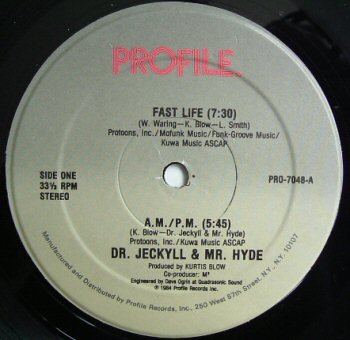 PROFILE
FAST LIFE (7:30)
(W. Waring—K. Blow—L. Smith)
Protoons, Inc./Mofunk Music/Fonk-Groove Music/
Kuwa Music ASCAP
SIDE ONE
33⅓ RPM
STEREO
PRO-7048-A
A.M./P.M. (5:45)
(K. Blow—Dr. Jeckyll & Mr. Hyde)
Protoons, Inc./Kuwa Music ASCAP
DR. JECKYLL & MR. HYDE
Produced by KURTIS BLOW
Co-producer: M²
Engineered by Dave Ogrin at Quadrasonic Sound
℗ 1984 Profile Records Inc.
Manufactured and Distributed by Profile Records Inc., 250 West 57th Street, N.Y., N.Y. 10107